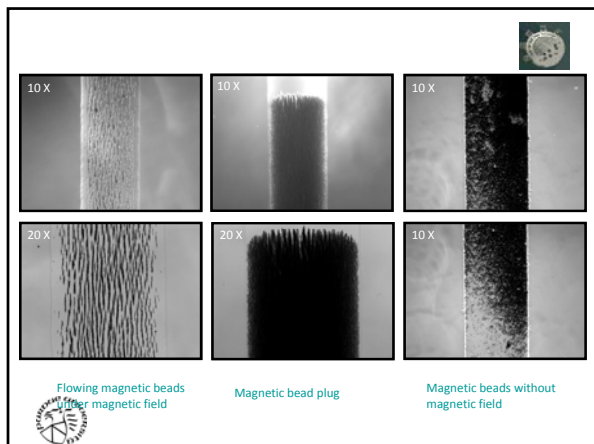 10 X
10 X
10 X
20 X
20 X
10 X
Flowing magnetic beads
under magnetic field
Magnetic bead plug
Magnetic beads without
magnetic field